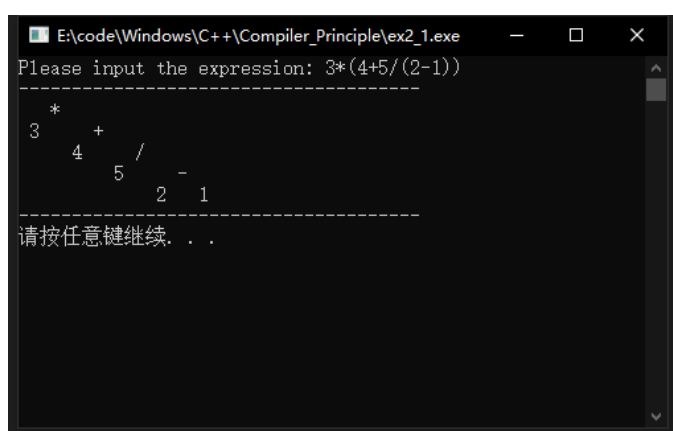 E:\code\Windows\C++\Compiler_Principle\ex2_1.exe
Please input the expression: 3*(4+5/(2-1))
--------------------------------------
*
3 +
4 /
5 -
2 1
--------------------------------------
请按任意键继续. . .